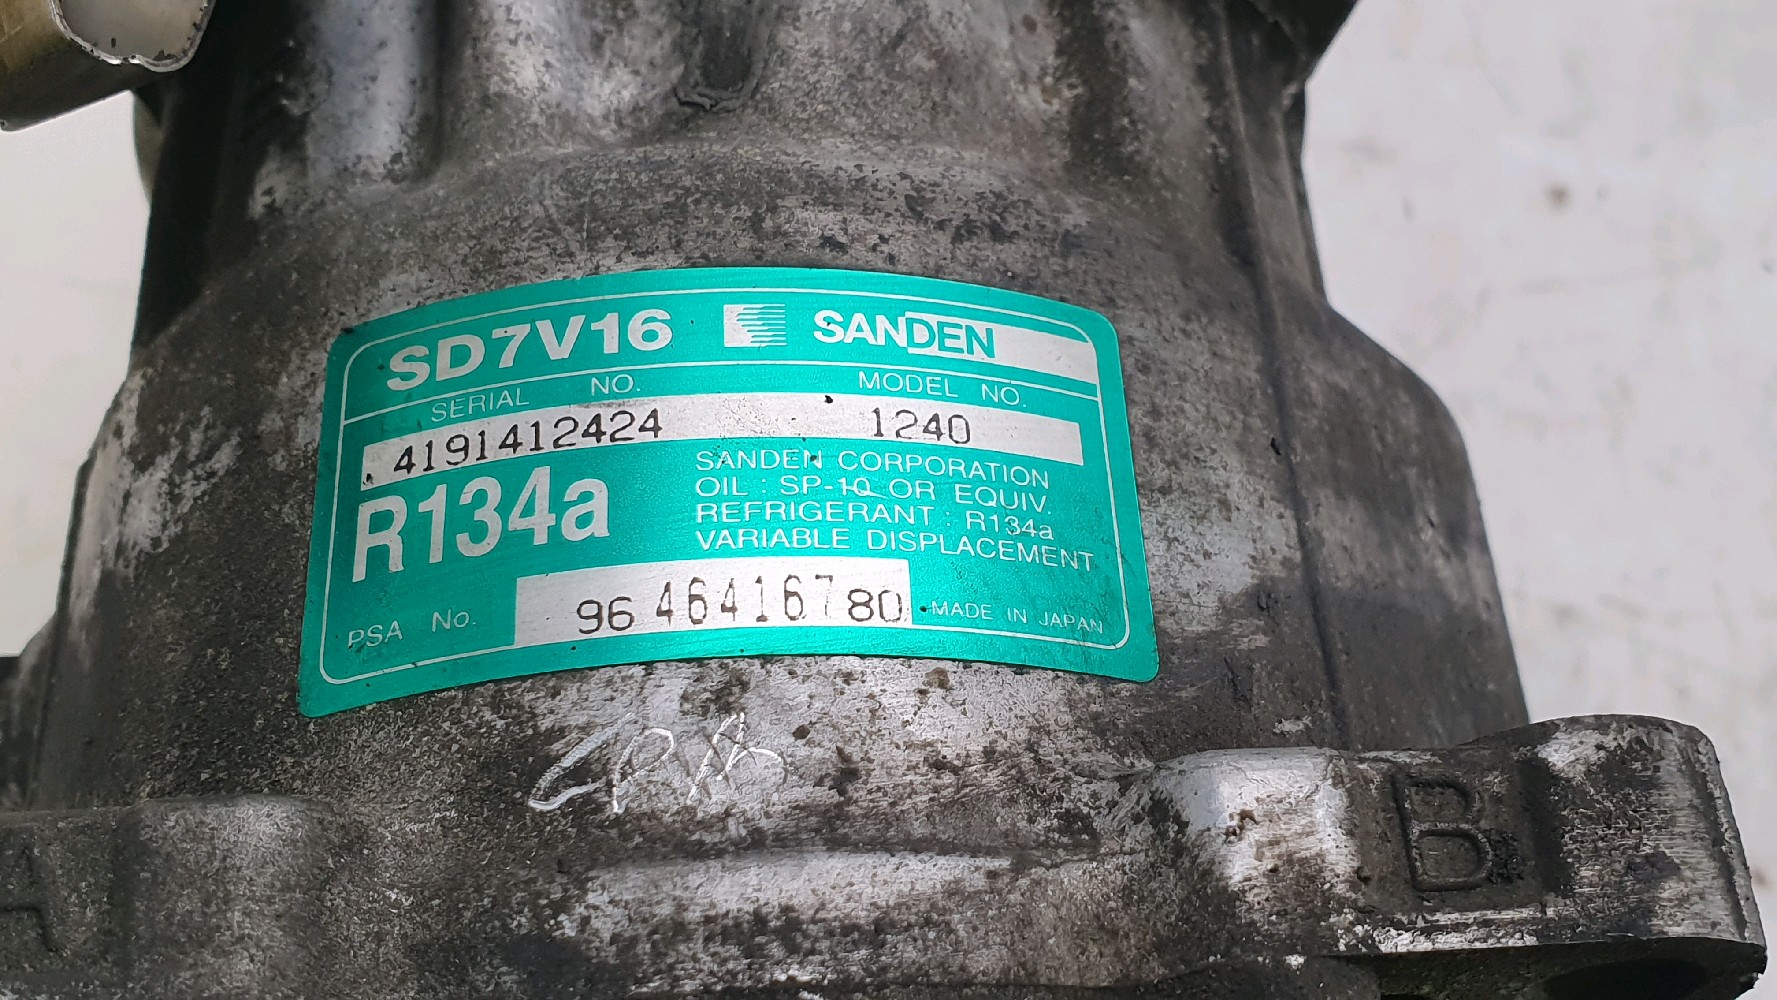 SD7V16 SANDEN
SERIAL NO. MODEL NO.
4191412424 1240
R134a
SANDEN CORPORATION
OIL : SP-10 OR EQUIV.
REFRIGERANT : R134a
VARIABLE DISPLACEMENT
PSA No. 96 464167 80 MADE IN JAPAN
B
A